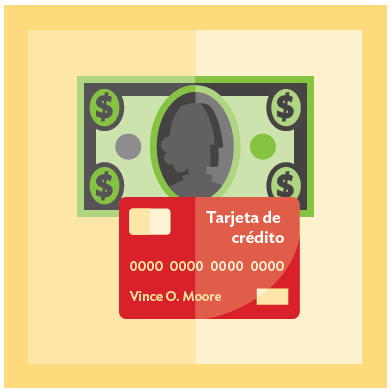 $ $
$ $
Tarjeta de
crédito
0000 0000 0000 0000
Vince O. Moore